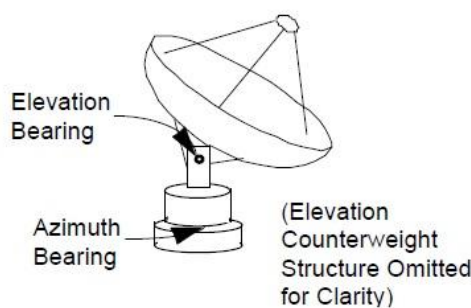 Elevation
Bearing
Azimuth
Bearing
(Elevation
Counterweight
Structure Omitted
for Clarity)